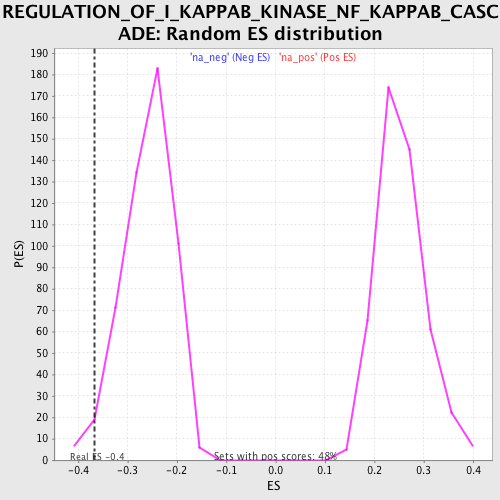 REGULATION_OF_I_KAPPAB_KINASE_NF_KAPPAB_CASC
ADE: Random ES distribution
'na_neg' (Neg ES) 'na_pos' (Pos ES)
190
180
170
160
150
140
130
120
110
100
90
80
70
60
50
40
30
20
10
0
P(ES)
Real ES -0.4
Sets with pos scores: 48%
-0.4 -0.3 -0.2 -0.1 0.0 0.1 0.2 0.3 0.4
ES